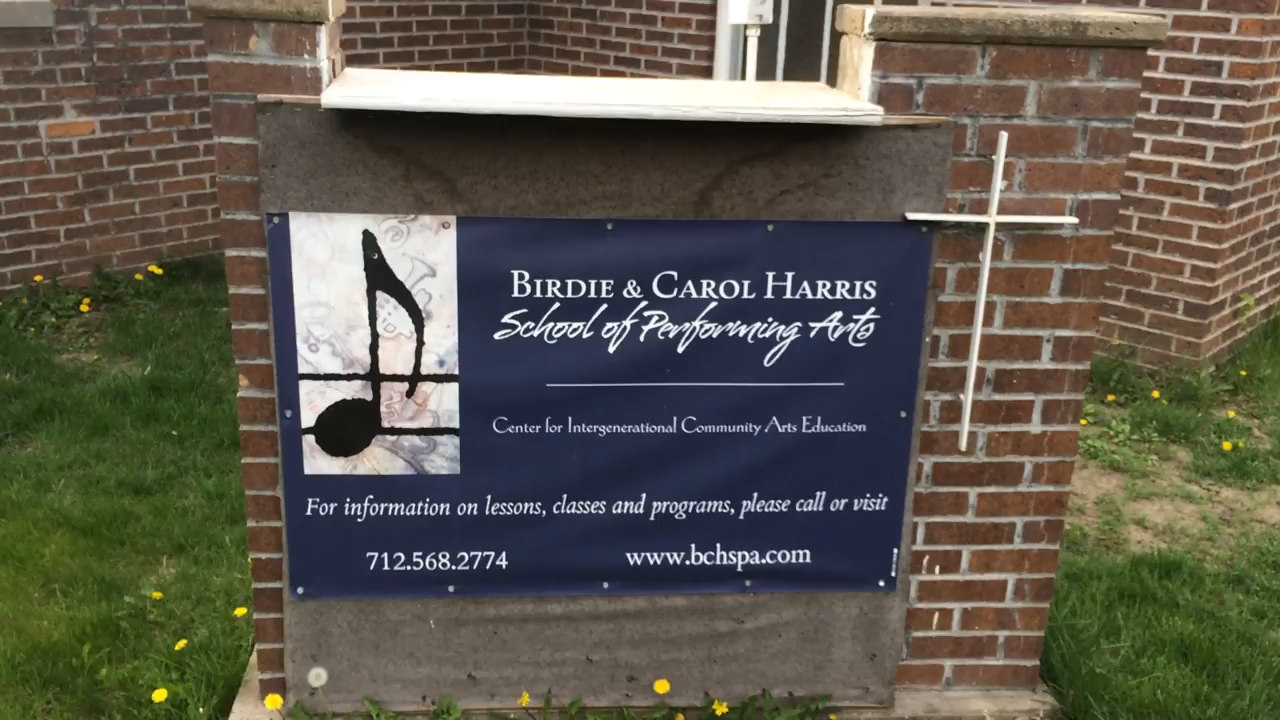 BIRDIE & CAROL HARRIS
School of Performing Arts
Center for Intergenerational Community Arts Education
For information on lessons, classes and programs, please call or visit
712.568.2774 www.bchspa.com